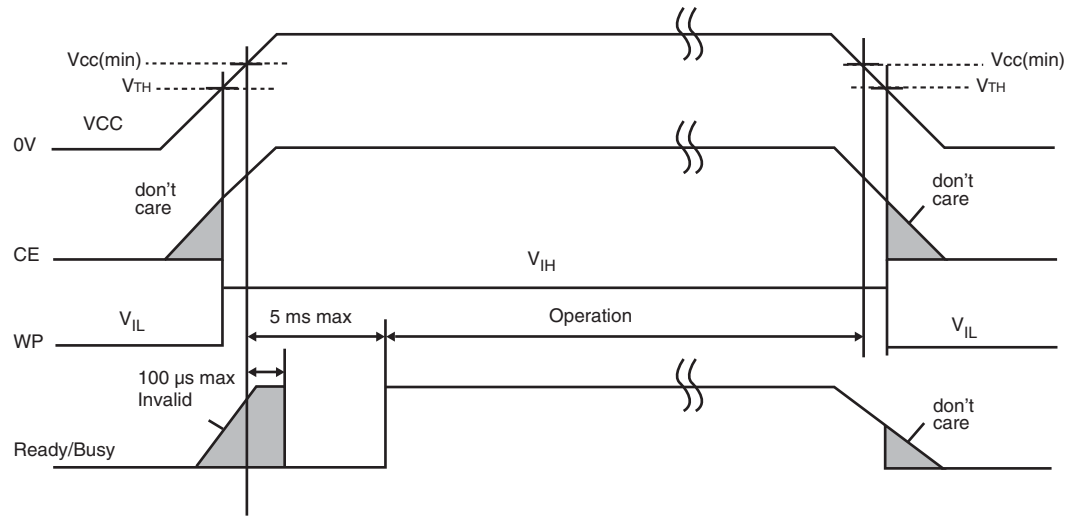 Vcc(min)
VTH
VCC
0V
Vcc(min)
VTH
don't
care
don't
care
CE
VIH
VIL
5 ms max
Operation
VIL
WP
100 µs max
Invalid
don't
care
Ready/Busy